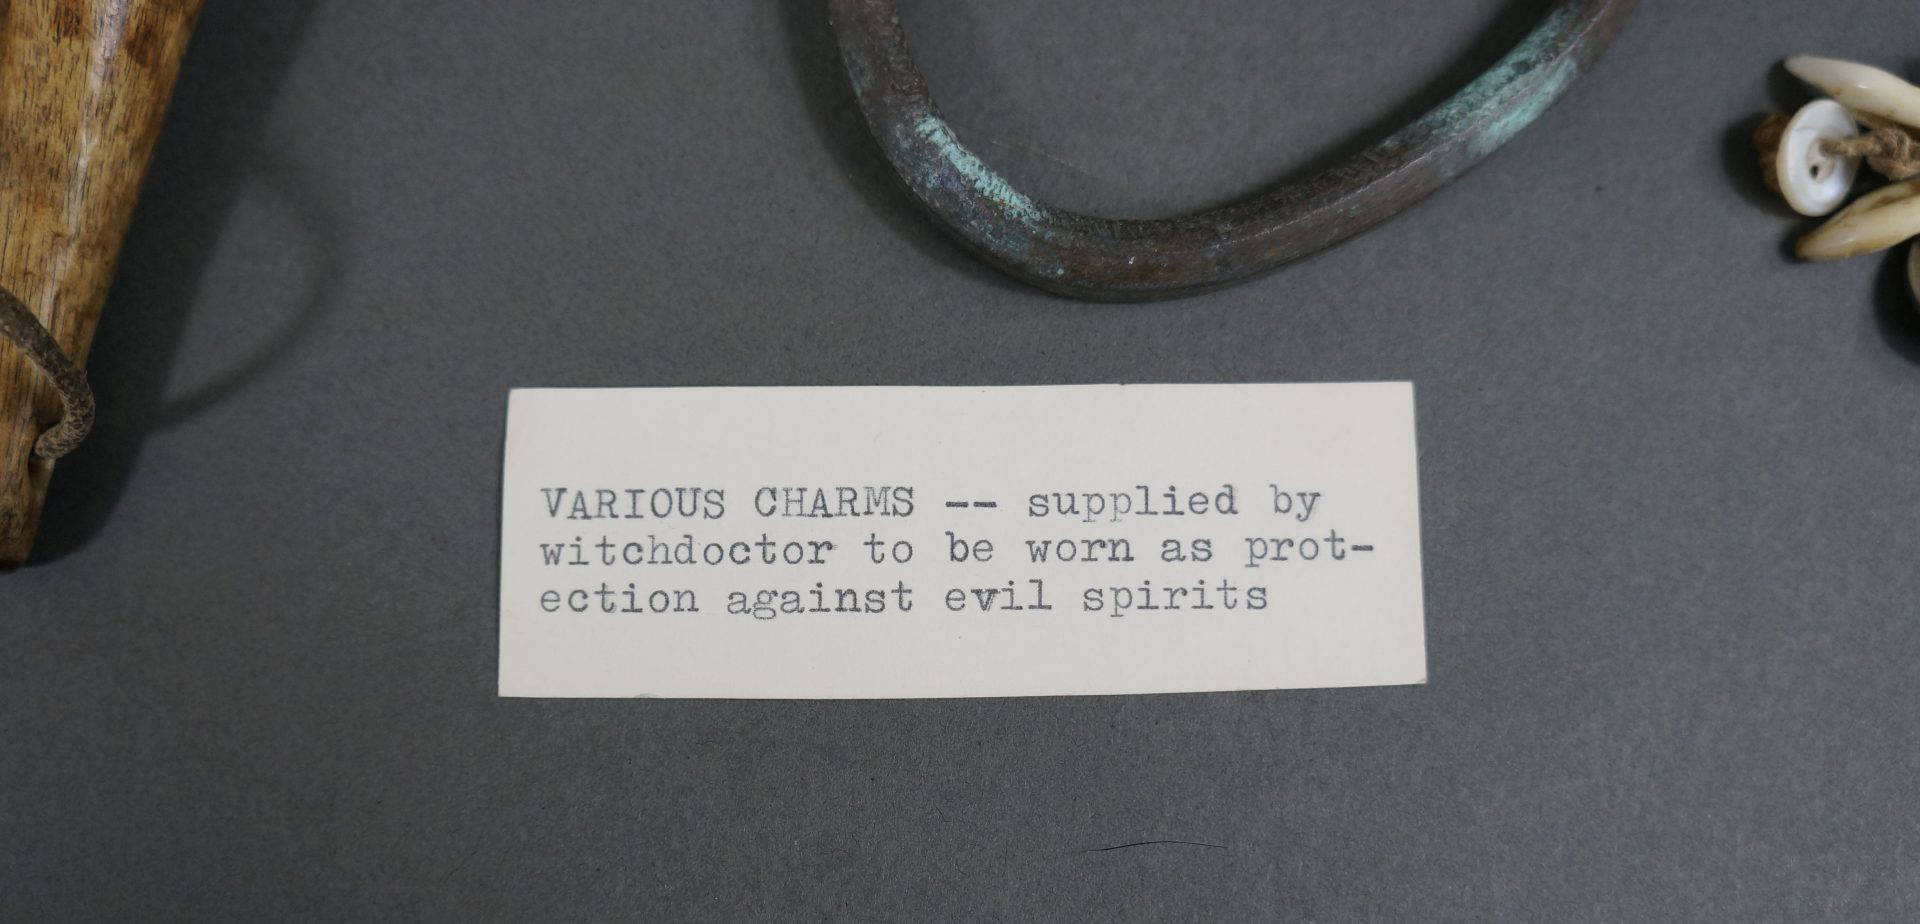 VARIOUS CHARMS -- supplied by
witchdoctor to be worn as prot-
ection against evil spirits